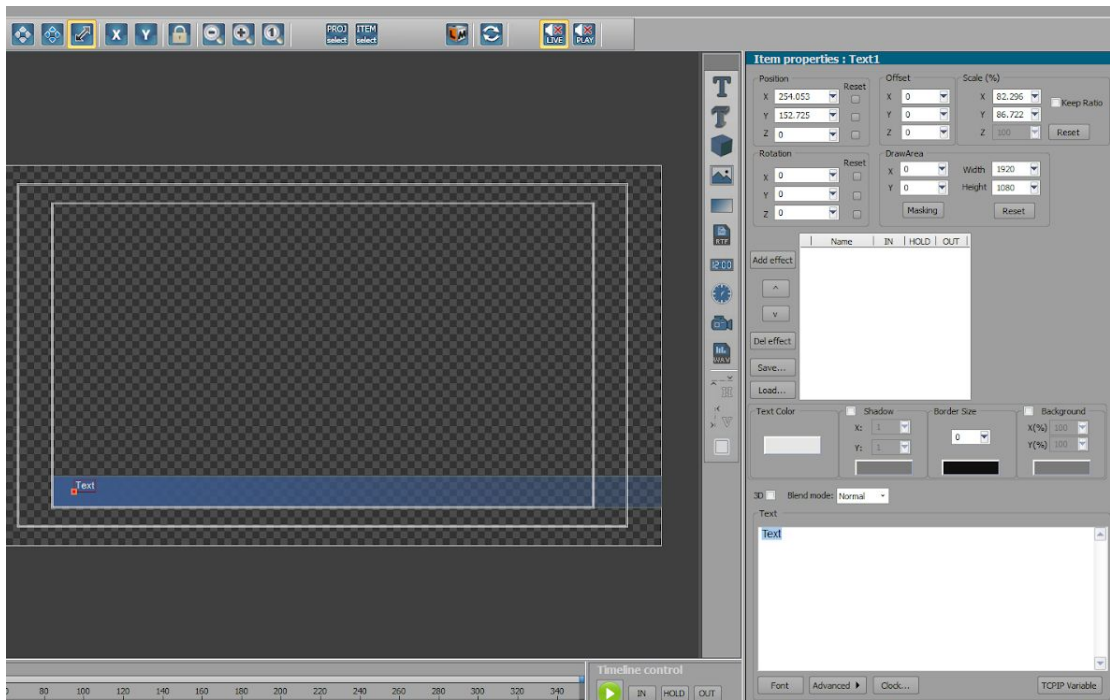 X Y 1 PROJ select ITEM select LIVE PLAY
Item properties : Text1
Position Reset Offset Scale (%)
X 254.053 X 0 X 82.296 Keep Ratio
Y 152.725 Y 0 Y 86.722
Z 0 Z 0 Z 100 Reset
Rotation Reset DrawArea
X 0 X 0 Width 1920
Y 0 Y 0 Height 1080
Z 0 Masking Reset
T
T
RTF
12:00
WAV
H
V
Name IN HOLD OUT
Add effect
^
v
Del effect
Save...
Load...
Text Color Shadow Border Size Background
X: 1 0 X(%) 100
Y: 1 Y(%) 100
Text
3D Blend mode: Normal
Text
Text
Timeline control
80 100 120 140 160 180 200 220 240 260 280 300 320 340 IN HOLD OUT
Font Advanced Clock... TCPIP Variable